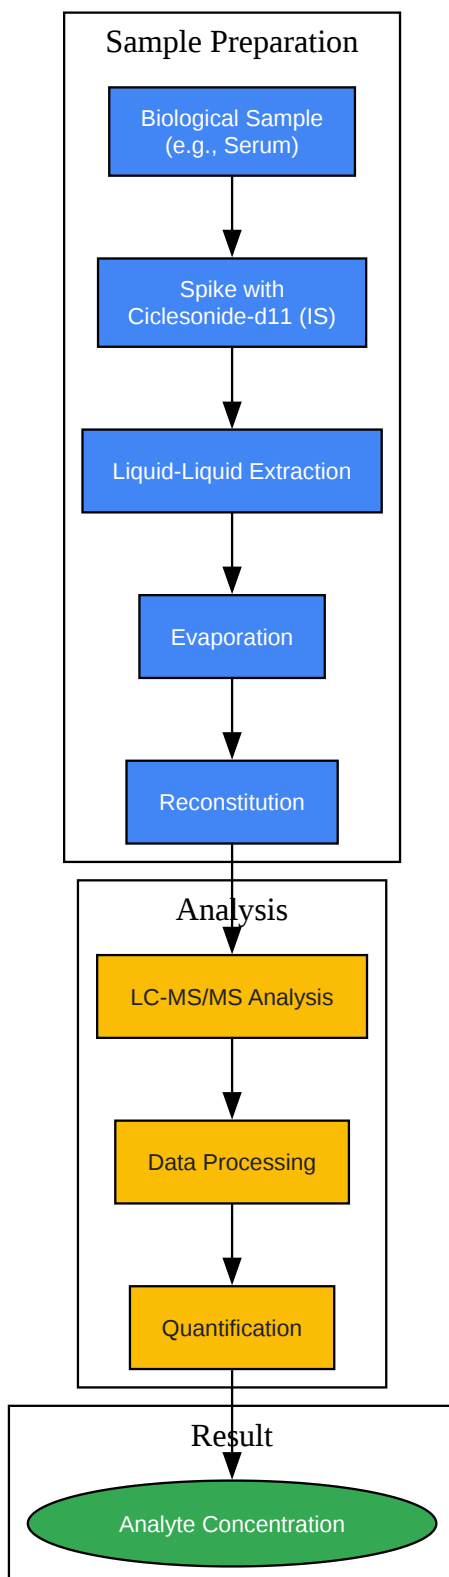 Sample Preparation
Biological Sample
(e.g., Serum)
Spike with
Ciclesonide-d11 (IS)
Liquid-Liquid Extraction
Evaporation
Reconstitution
Analysis
LC-MS/MS Analysis
Data Processing
Quantification
Result
Analyte Concentration